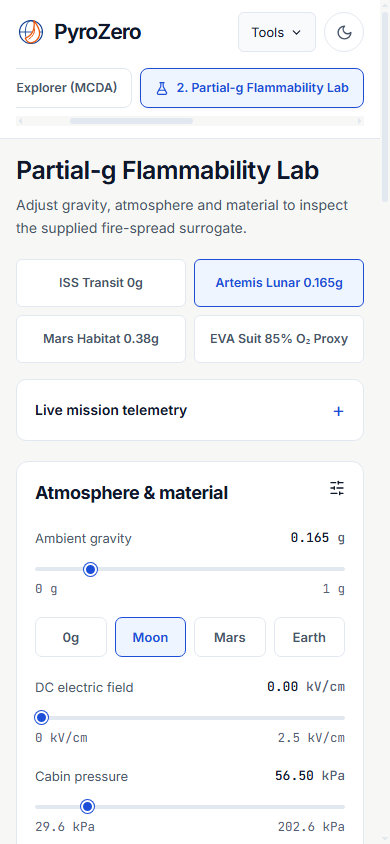 PyroZero
Tools
Explorer (MCDA)
2. Partial-g Flammability Lab
Partial-g Flammability Lab
Adjust gravity, atmosphere and material to inspect
the supplied fire-spread surrogate.
ISS Transit 0g
Artemis Lunar 0.165g
Mars Habitat 0.38g
EVA Suit 85% O₂ Proxy
Live mission telemetry
+
Atmosphere & material
Ambient gravity
0.165 g
0 g
1 g
0g
Moon
Mars
Earth
DC electric field
0.00 kV/cm
0 kV/cm
2.5 kV/cm
Cabin pressure
56.50 kPa
29.6 kPa
202.6 kPa